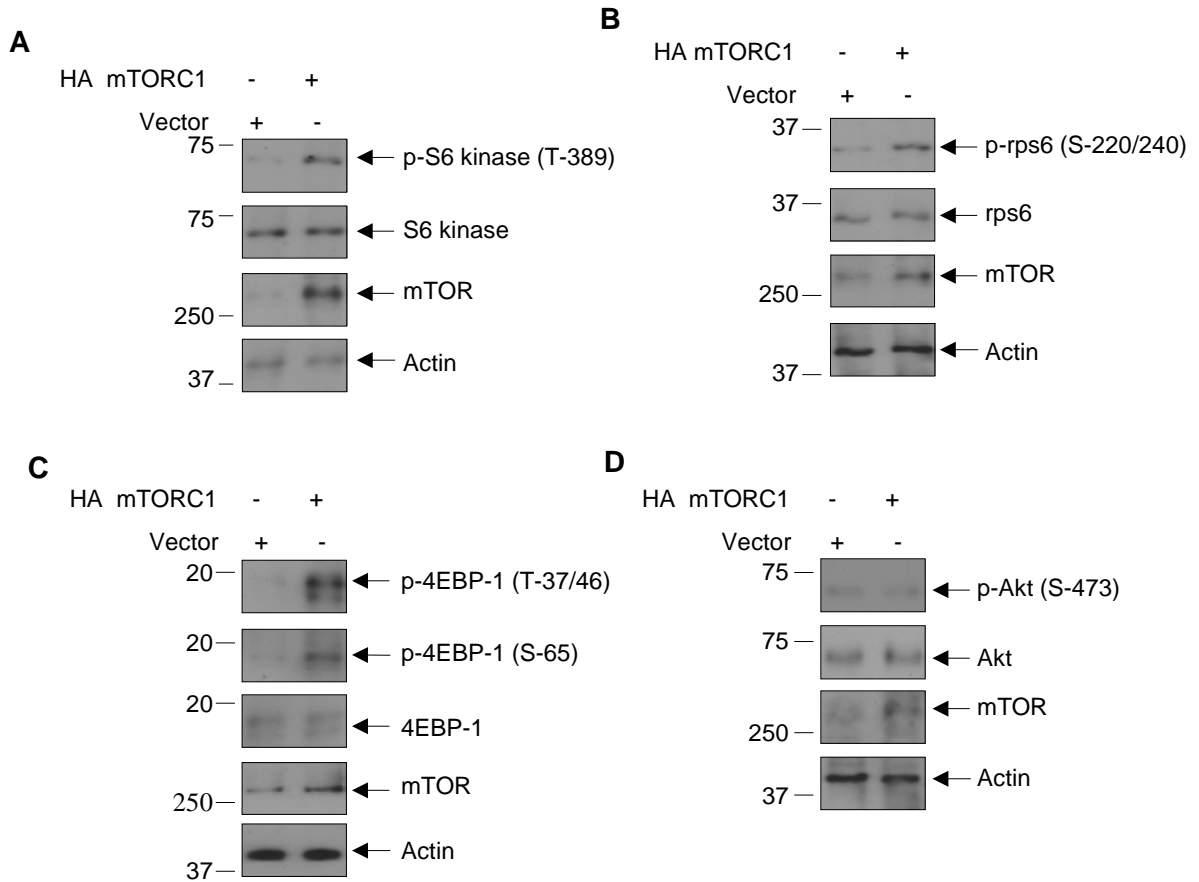 A
HA mTORC1 - +
Vector + -
75
p-S6 kinase (T-389)
75
S6 kinase
mTOR
250
Actin
37
B
HA mTORC1 - +
Vector + -
37
p-rps6 (S-220/240)
37
rps6
mTOR
250
Actin
37
C
HA mTORC1 - +
Vector + -
20
p-4EBP-1 (T-37/46)
20
p-4EBP-1 (S-65)
20
4EBP-1
mTOR
250
Actin
37
D
HA mTORC1 - +
Vector + -
75
p-Akt (S-473)
75
Akt
mTOR
250
Actin
37